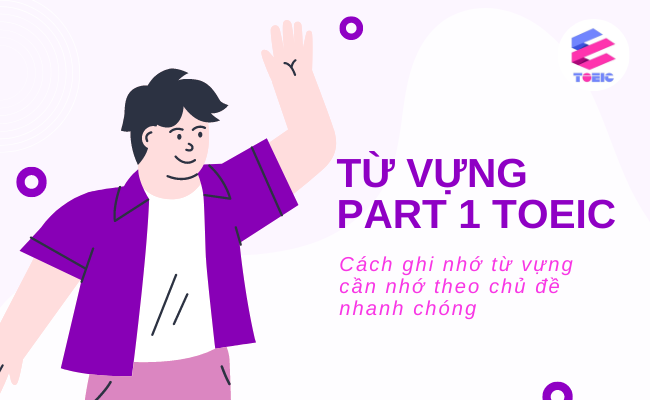 TOEIC
TỪ VỰNG
PART 1 TOEIC
Cách ghi nhớ từ vựng
cần nhớ theo chủ đề
nhanh chóng